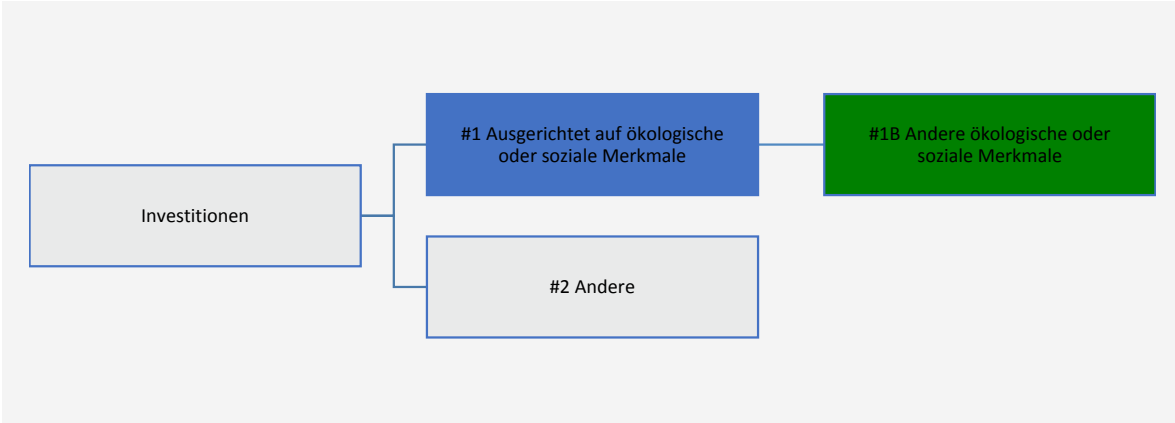 Investitionen
#1 Ausgerichtet auf ökologische
oder soziale Merkmale
#1B Andere ökologische oder
soziale Merkmale
#2 Andere